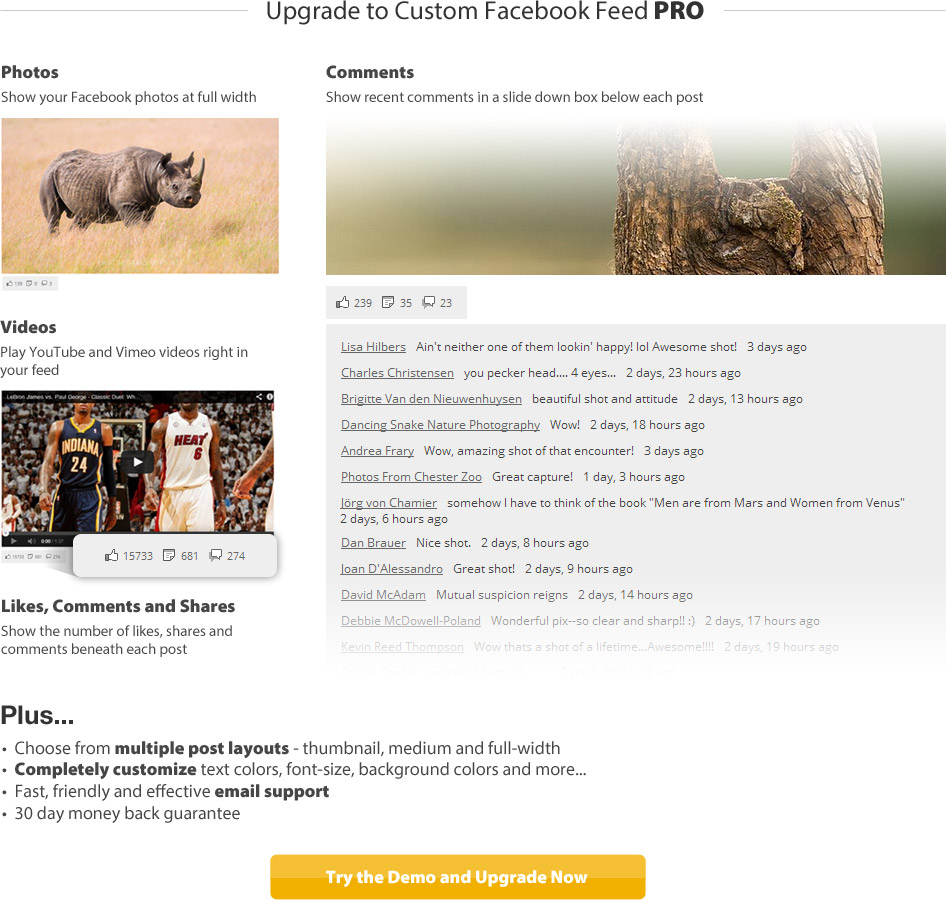 Upgrade to Custom Facebook Feed PRO
Photos
Show your Facebook photos at full width
139 8 3
Videos
Play YouTube and Vimeo videos right in
your feed
LeBron James vs. Paul George - Classic Duel: Wh...
INDIANA
24
HEAT
6
0:00 / 1:37
15733 681 274
15733 681 274
Likes, Comments and Shares
Show the number of likes, shares and
comments beneath each post
Comments
Show recent comments in a slide down box below each post
239 35 23
Lisa Hilbers Ain't neither one of them lookin' happy! lol Awesome shot! 3 days ago
Charles Christensen you pecker head.... 4 eyes... 2 days, 23 hours ago
Brigitte Van den Nieuwenhuysen beautiful shot and attitude 2 days, 13 hours ago
Dancing Snake Nature Photography Wow! 2 days, 18 hours ago
Andrea Frary Wow, amazing shot of that encounter! 3 days ago
Photos From Chester Zoo Great capture! 1 day, 3 hours ago
Jörg von Chamier somehow I have to think of the book "Men are from Mars and Women from Venus"
2 days, 6 hours ago
Dan Brauer Nice shot. 2 days, 8 hours ago
Joan D'Alessandro Great shot! 2 days, 9 hours ago
David McAdam Mutual suspicion reigns 2 days, 14 hours ago
Debbie McDowell-Poland Wonderful pix--so clear and sharp!! :) 2 days, 17 hours ago
Kevin Reed Thompson Wow thats a shot of a lifetime...Awesome!!!! 2 days, 19 hours ago
Plus...
• Choose from multiple post layouts - thumbnail, medium and full-width
• Completely customize text colors, font-size, background colors and more...
• Fast, friendly and effective email support
• 30 day money back guarantee
Try the Demo and Upgrade Now